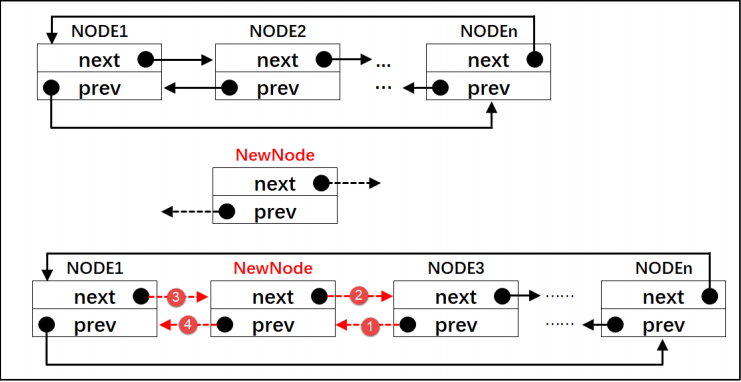 NODE1 NODE2 NODEn
next next ... next
prev prev ... prev
NewNode
next
prev
NODE1 NewNode NODE3 NODEn
next 3 next 2 next ...... next
prev 4 prev 1 prev ...... prev